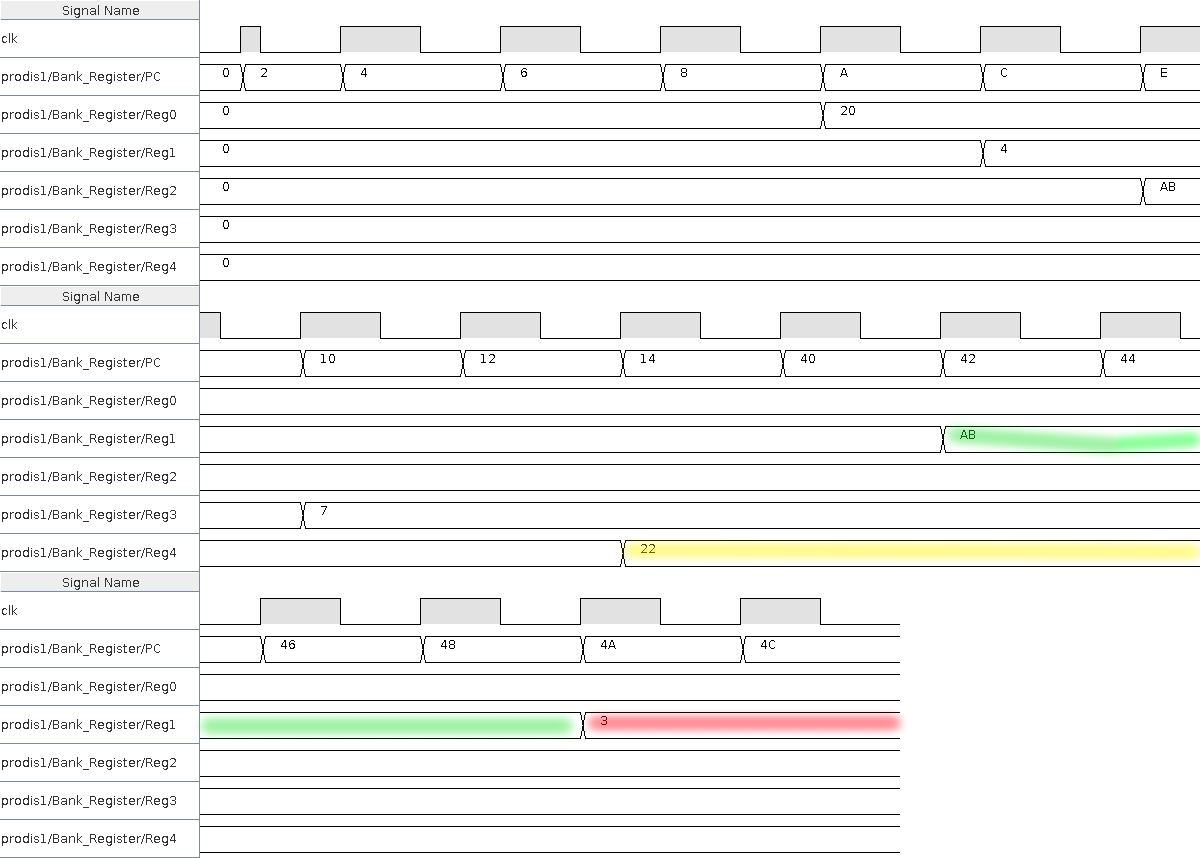 Signal Name
clk
prodis1/Bank_Register/PC 0 2 4 6 8 A C E
prodis1/Bank_Register/Reg0 0 20
prodis1/Bank_Register/Reg1 0 4
prodis1/Bank_Register/Reg2 0 AB
prodis1/Bank_Register/Reg3 0
prodis1/Bank_Register/Reg4 0
Signal Name
clk
prodis1/Bank_Register/PC 10 12 14 40 42 44
prodis1/Bank_Register/Reg0
prodis1/Bank_Register/Reg1 AB
prodis1/Bank_Register/Reg2
prodis1/Bank_Register/Reg3 7
prodis1/Bank_Register/Reg4 22
Signal Name
clk
prodis1/Bank_Register/PC 46 48 4A 4C
prodis1/Bank_Register/Reg0
prodis1/Bank_Register/Reg1 3
prodis1/Bank_Register/Reg2
prodis1/Bank_Register/Reg3
prodis1/Bank_Register/Reg4